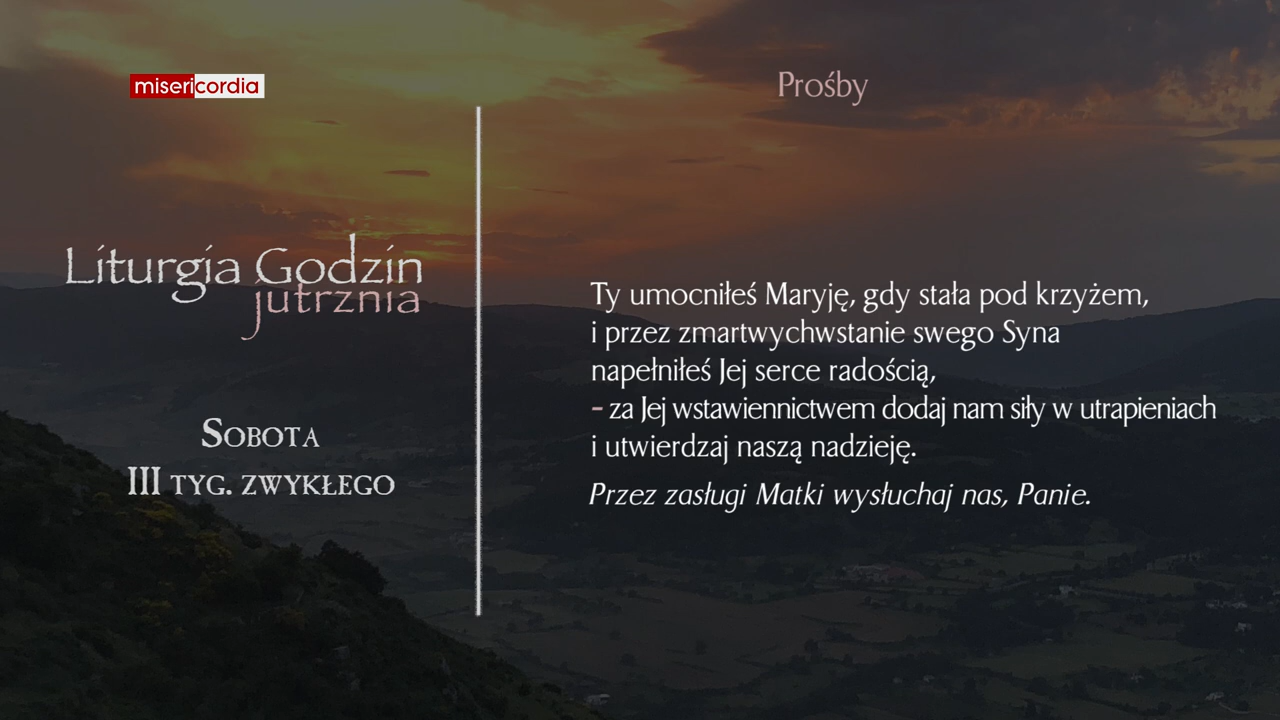 misericordia
Liturgia Godzin
jutrznia
Sobota
III tyg. zwykłego
Prośby
Ty umocniłeś Maryję, gdy stała pod krzyżem,
i przez zmartwychwstanie swego Syna
napełniłeś Jej serce radością,
- za Jej wstawiennictwem dodaj nam siły w utrapieniach
i utwierdzaj naszą nadzieję.
Przez zasługi Matki wysłuchaj nas, Panie.